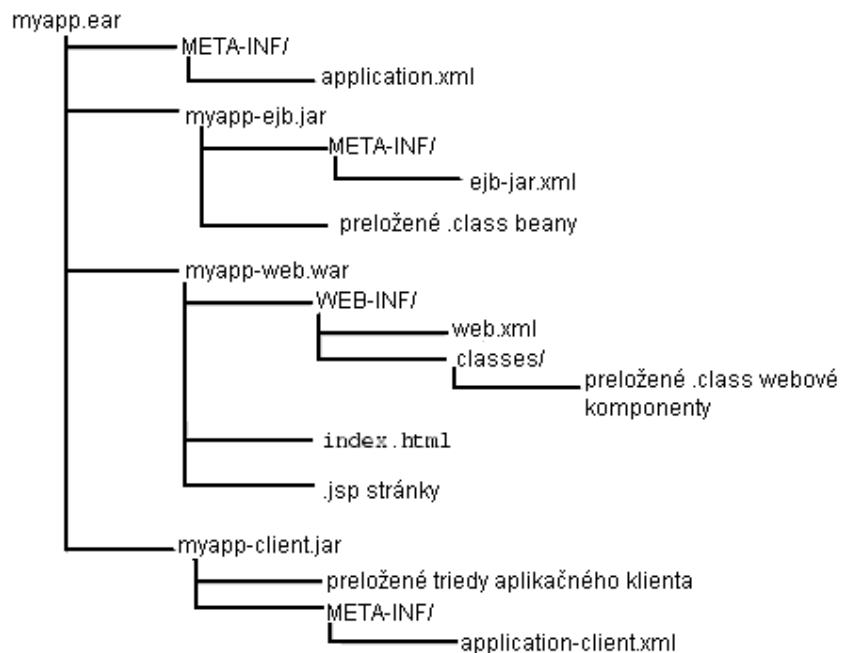 myapp.ear
META-INF/
application.xml
myapp-ejb.jar
META-INF/
ejb-jar.xml
preložené .class beany
myapp-web.war
WEB-INF/
web.xml
classes/
preložené .class webové
komponenty
index.html
.jsp stránky
myapp-client.jar
preložené triedy aplikačného klienta
META-INF/
application-client.xml